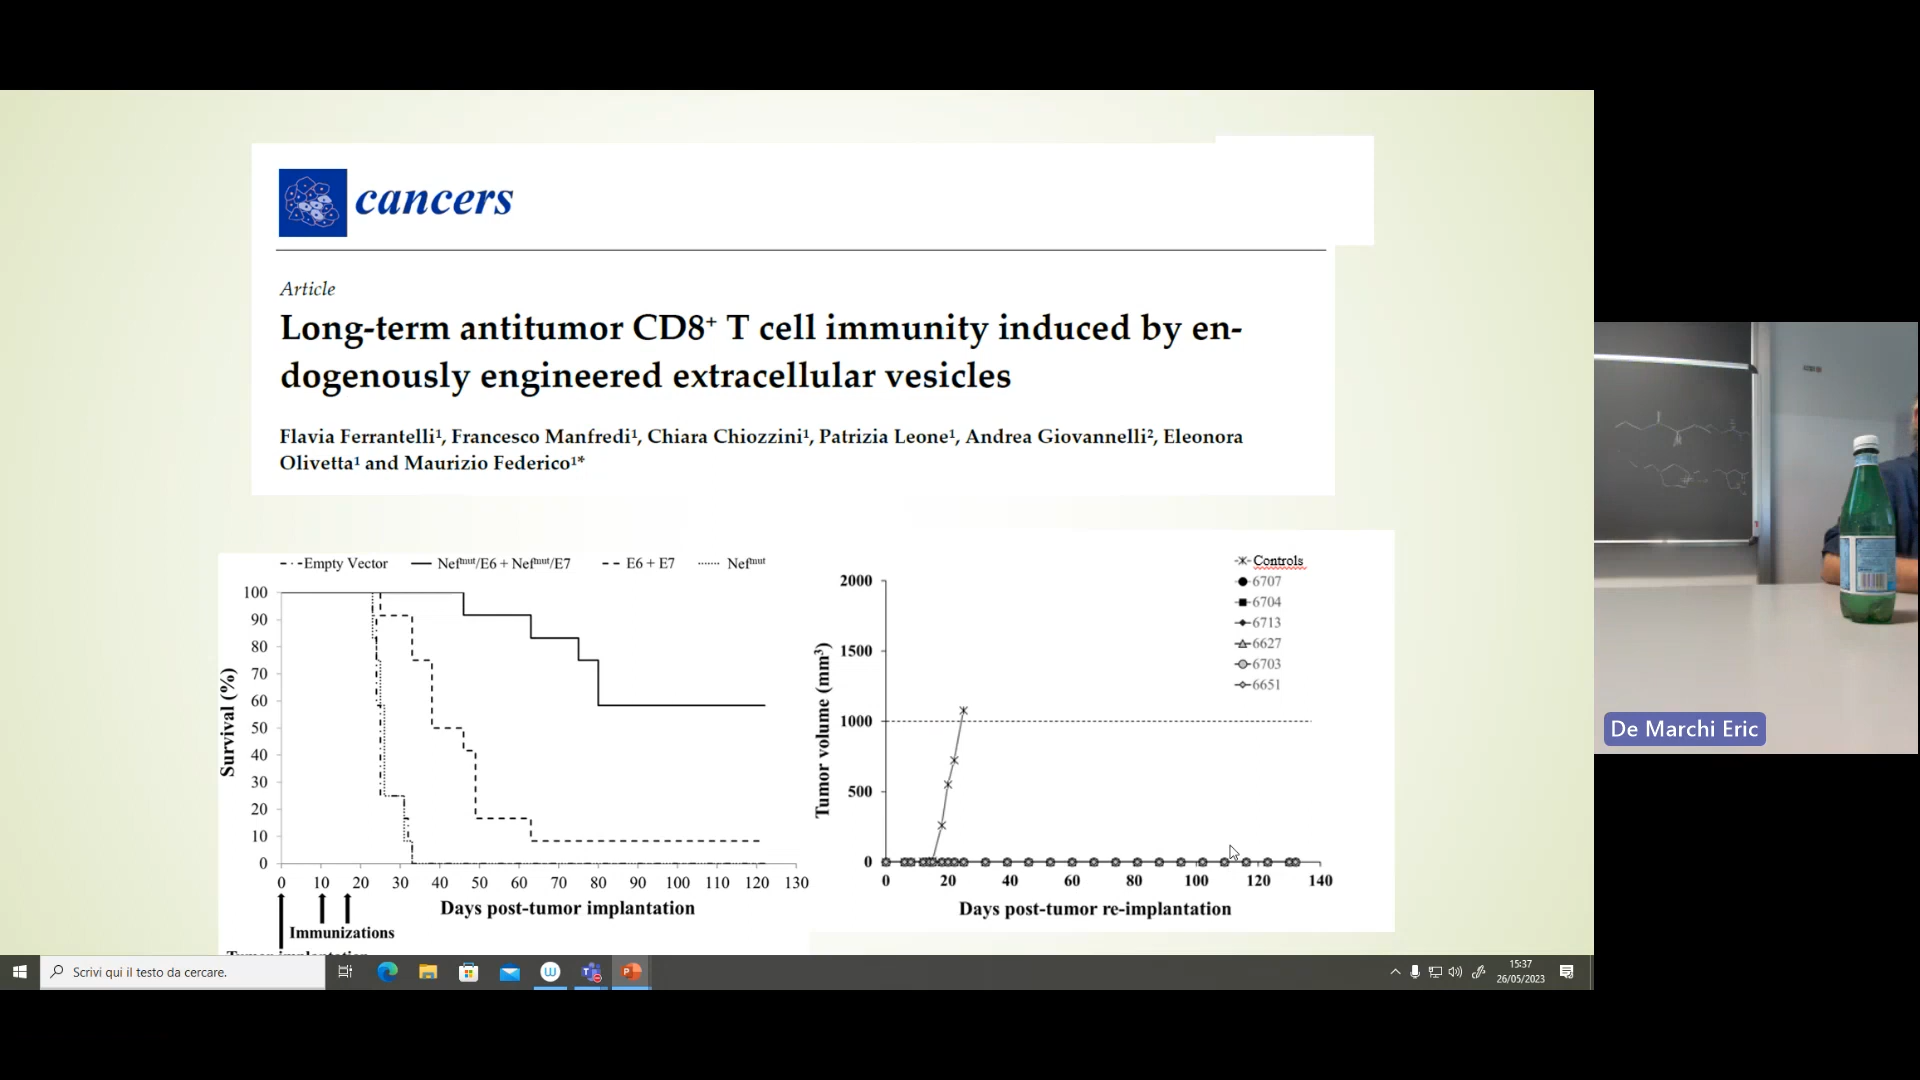 cancers
Article
Long-term antitumor CD8⁺ T cell immunity induced by en-
dogenously engineered extracellular vesicles
Flavia Ferrantelli¹, Francesco Manfredi¹, Chiara Chiozzini¹, Patrizia Leone¹, Andrea Giovannelli², Eleonora
Olivetta¹ and Maurizio Federico¹*
Empty Vector
Nefᵐᵘᵗ/E6 + Nefᵐᵘᵗ/E7
E6 + E7
Nefᵐᵘᵗ
100
90
80
70
60
50
40
30
20
10
0
Survival (%)
0 10 20 30 40 50 60 70 80 90 100 110 120 130
Days post-tumor implantation
Immunizations
Tumor implantation
Controls
6707
6704
6713
6627
6703
6651
2000
1500
1000
500
0
Tumor volume (mm³)
0 20 40 60 80 100 120 140
Days post-tumor re-implantation
De Marchi Eric
Scrivi qui il testo da cercare.
15:37
26/05/2023